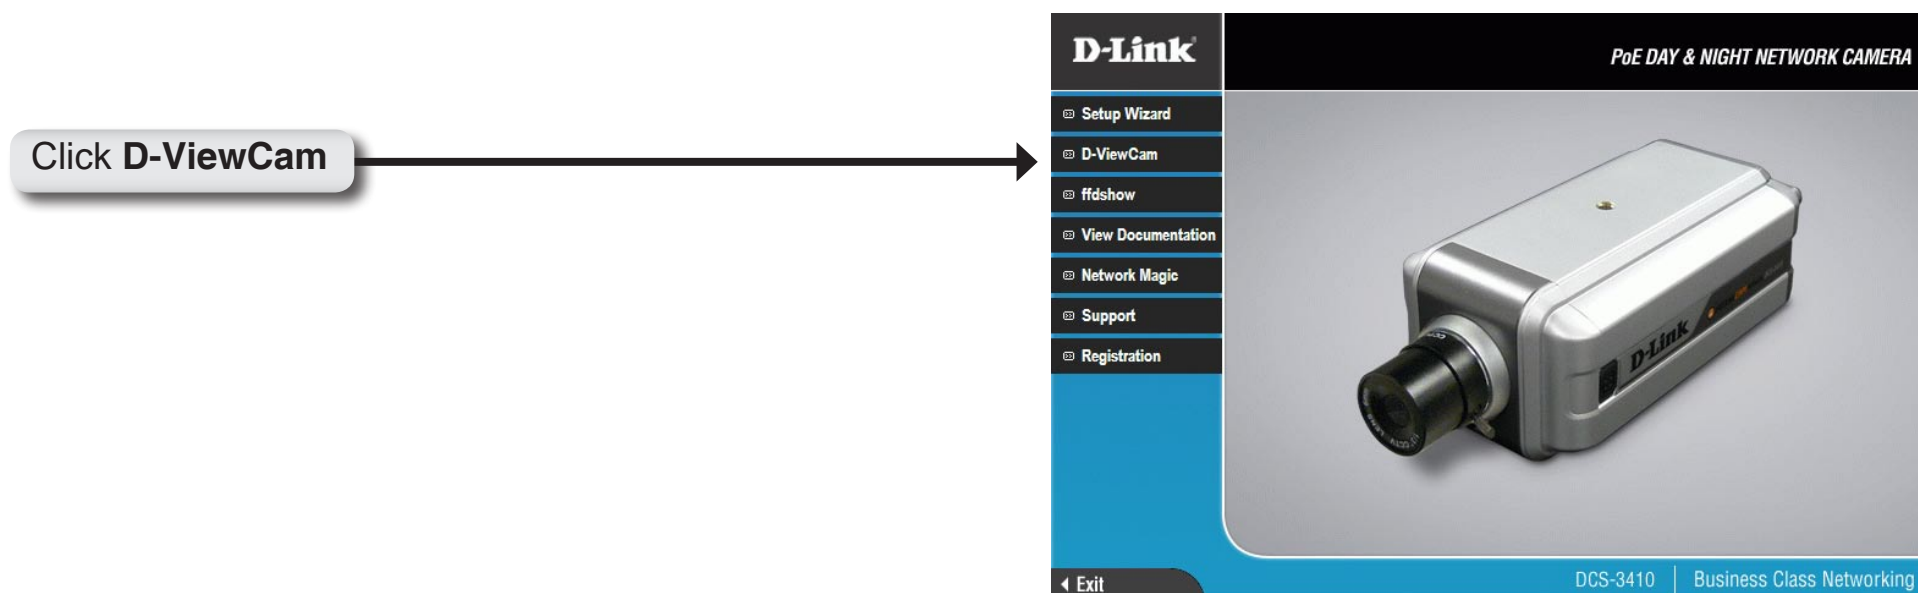 D-Link
PoE DAY & NIGHT NETWORK CAMERA
Click D-ViewCam
Setup Wizard
D-ViewCam
ffdshow
View Documentation
Network Magic
Support
Registration
D-Link
Exit
DCS-3410 | Business Class Networking